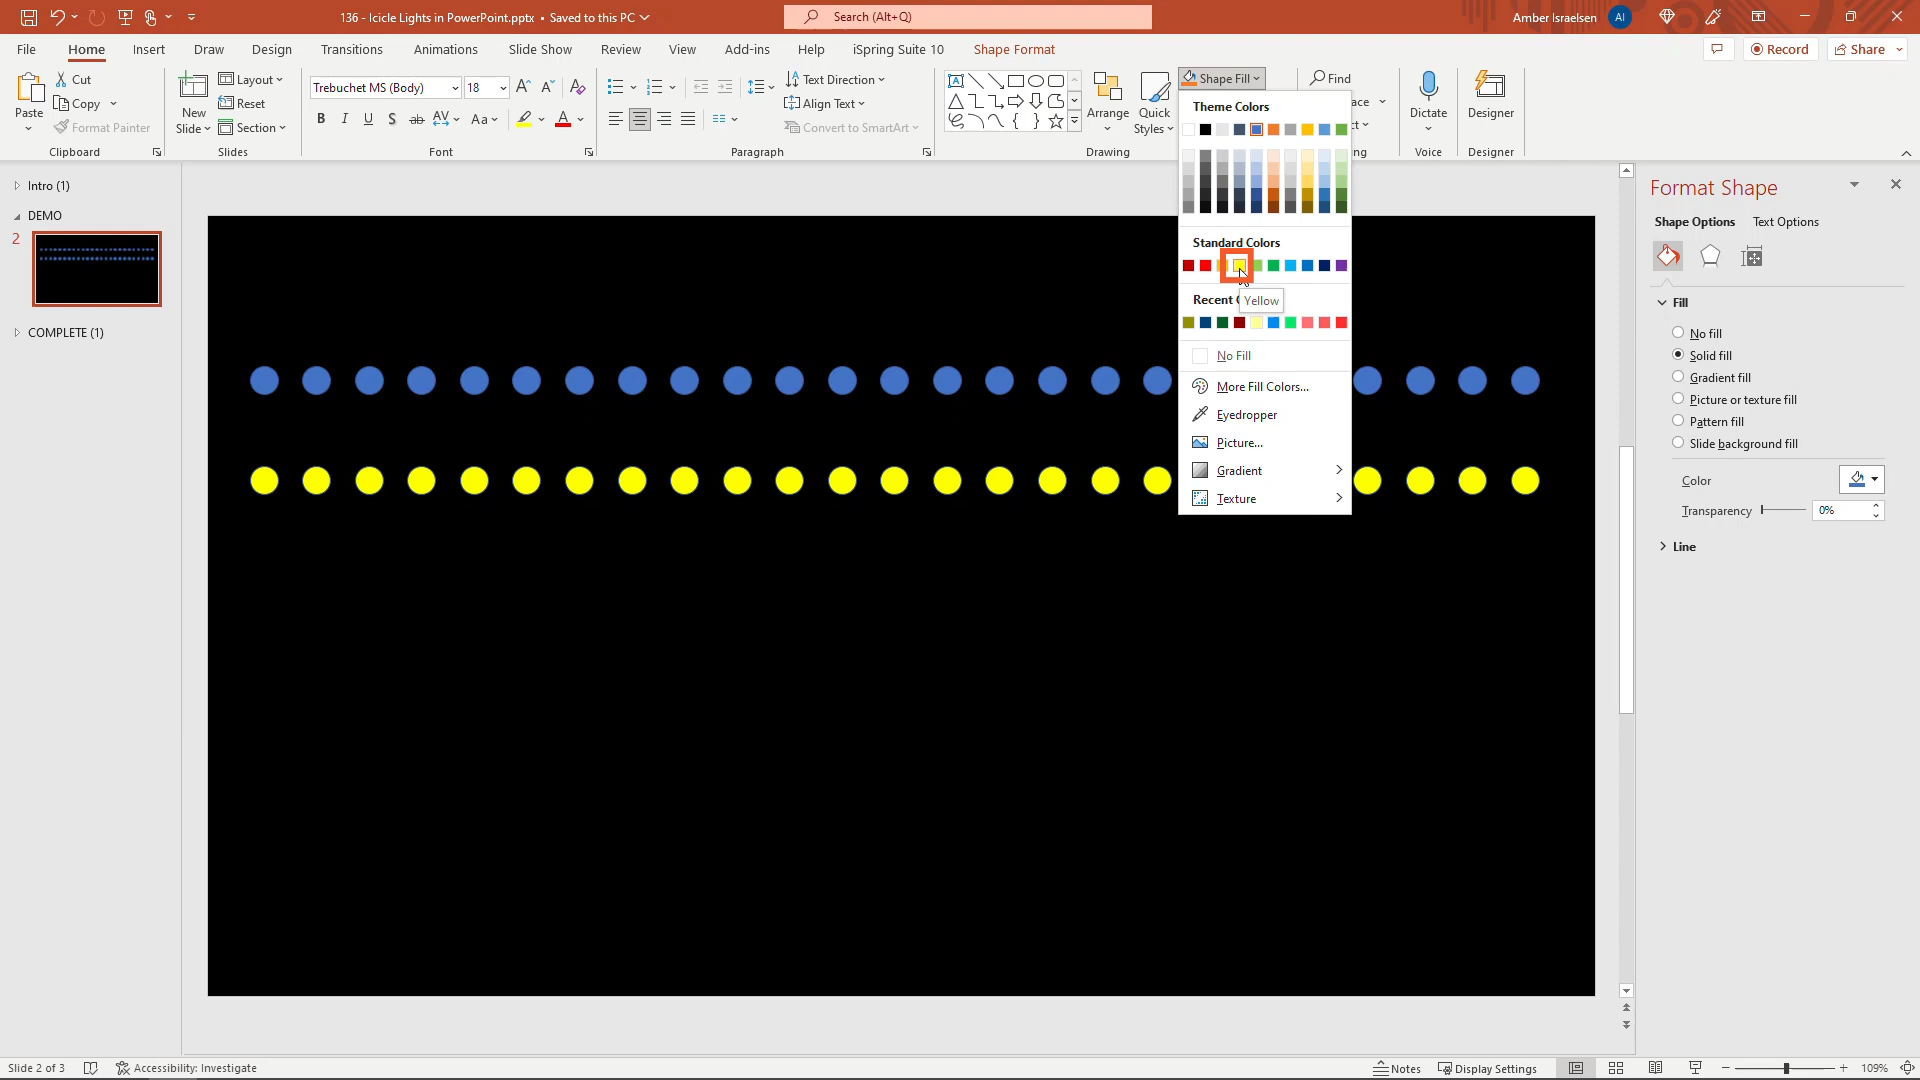 136 - Icicle Lights in PowerPoint.pptx • Saved to this PC
Search (Alt+Q)
Amber Israelsen
AI
File Home Insert Draw Design Transitions Animations Slide Show Review View Add-ins Help iSpring Suite 10 Shape Format
Record
Share
Paste
Cut
Copy
Format Painter
Clipboard
New Slide
Layout
Reset
Section
Slides
Trebuchet MS (Body)
18
B I U S ab AV Aa A
Font
Text Direction
Align Text
Convert to SmartArt
Paragraph
Arrange
Quick Styles
Drawing
Shape Fill
Find
Dictate
Voice
Designer
Designer
Theme Colors
Standard Colors
Yellow
No Fill
More Fill Colors...
Eyedropper
Picture...
Gradient
Texture
Intro (1)
DEMO
2
COMPLETE (1)
Format Shape
Shape Options Text Options
Fill
No fill
Solid fill
Gradient fill
Picture or texture fill
Pattern fill
Slide background fill
Color
Transparency 0%
Line
Slide 2 of 3
Accessibility: Investigate
Notes
Display Settings
109%